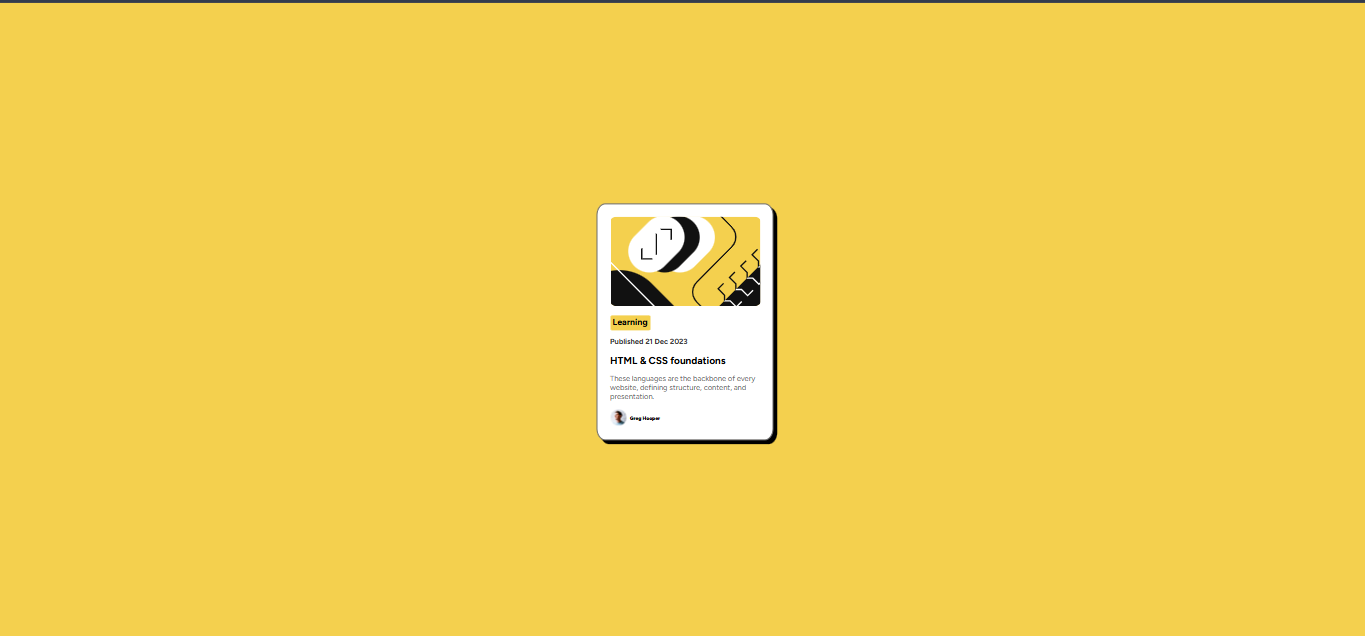 Learning
Published 21 Dec 2023
HTML & CSS foundations
These languages are the backbone of every
website, defining structure, content, and
presentation.
Greg Hooper